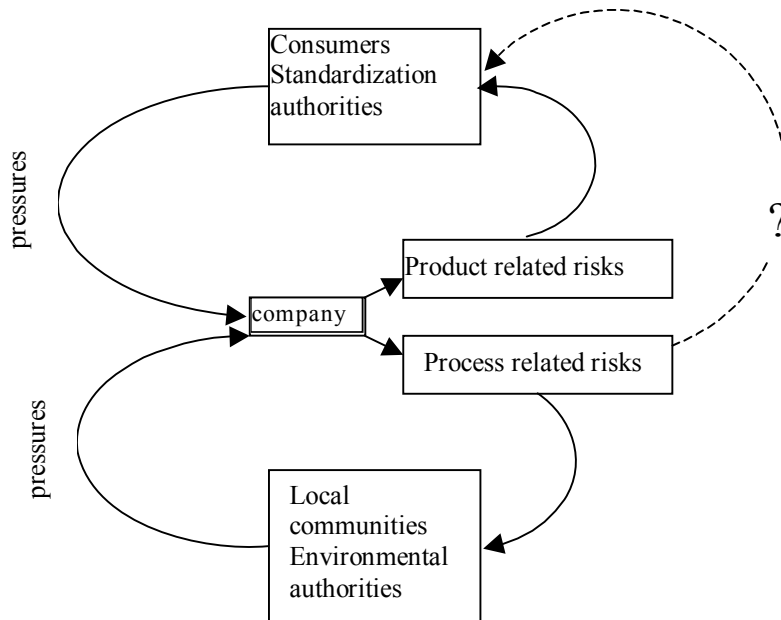 Consumers
Standardization
authorities
pressures
?
Product related risks
company
Process related risks
pressures
Local
communities
Environmental
authorities